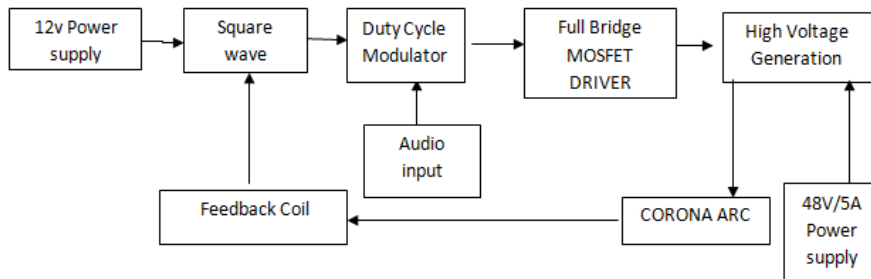 12v Power
supply
Square
wave
Duty Cycle
Modulator
Full Bridge
MOSFET
DRIVER
High Voltage
Generation
Audio
input
Feedback Coil
CORONA ARC
48V/5A
Power
supply